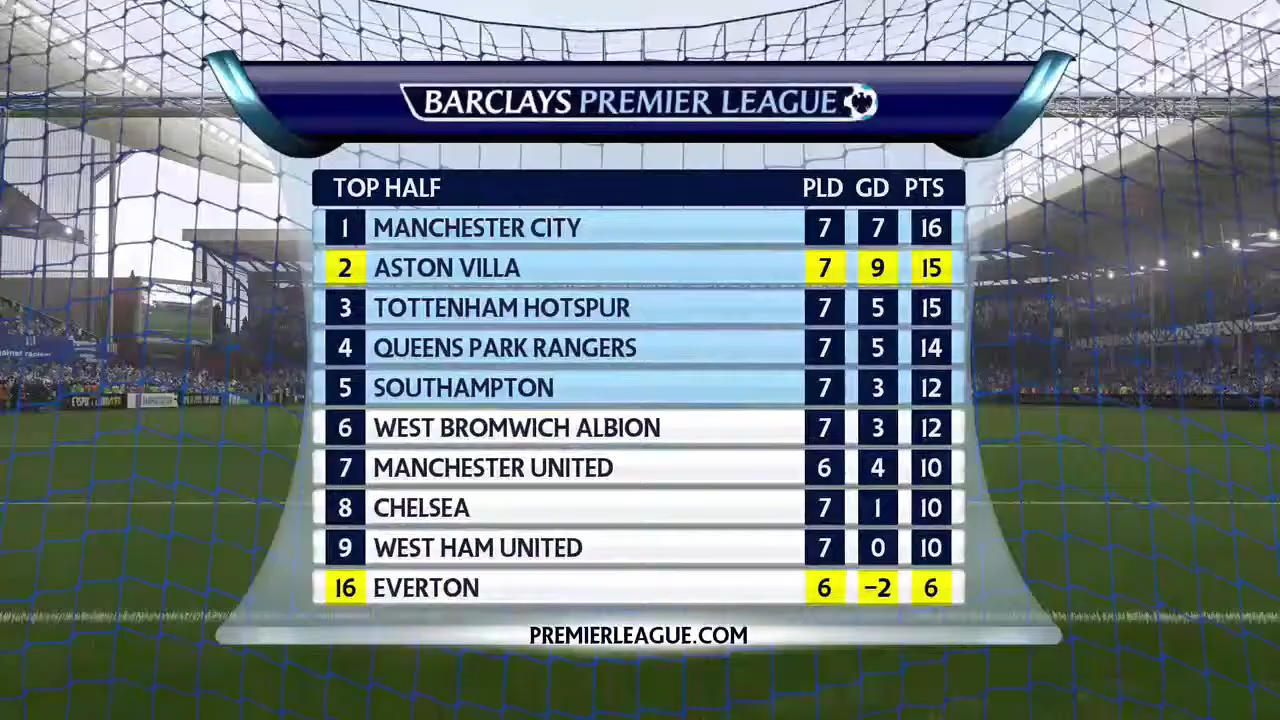 BARCLAYS PREMIER LEAGUE
TOP HALF PLD GD PTS
1 MANCHESTER CITY 7 7 16
2 ASTON VILLA 7 9 15
3 TOTTENHAM HOTSPUR 7 5 15
4 QUEENS PARK RANGERS 7 5 14
5 SOUTHAMPTON 7 3 12
6 WEST BROMWICH ALBION 7 3 12
7 MANCHESTER UNITED 6 4 10
8 CHELSEA 7 1 10
9 WEST HAM UNITED 7 0 10
16 EVERTON 6 -2 6
PREMIERLEAGUE.COM